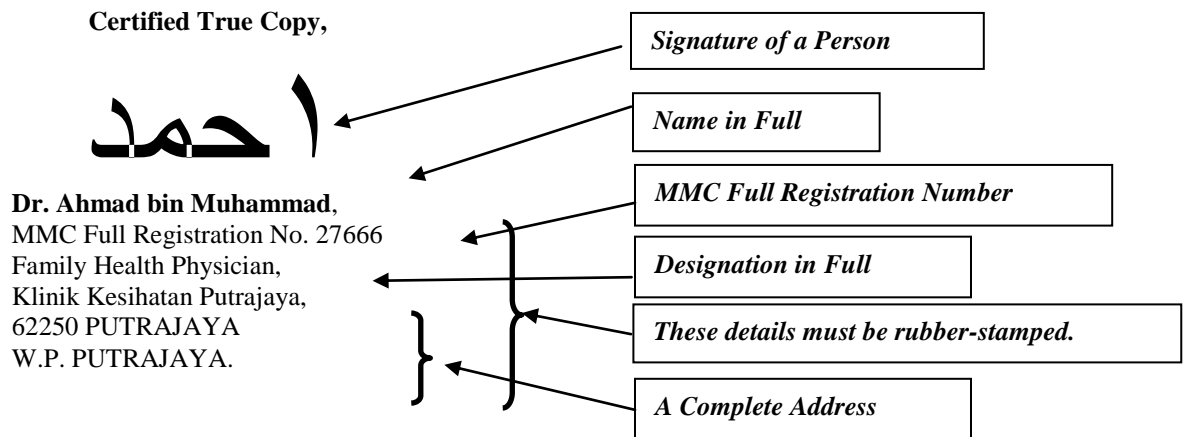 Certified True Copy,
Signature of a Person
احمد
Name in Full
Dr. Ahmad bin Muhammad,
MMC Full Registration Number
MMC Full Registration No. 27666
Family Health Physician,
Designation in Full
Klinik Kesihatan Putrajaya,
62250 PUTRAJAYA
These details must be rubber-stamped.
W.P. PUTRAJAYA.
A Complete Address